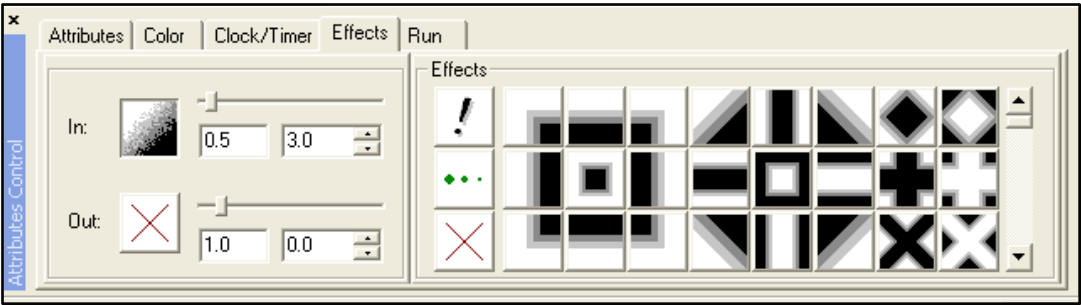 Attributes Color Clock/Timer Effects Run
Attributes Control
Effects
In:
0.5 3.0
Out:
1.0 0.0